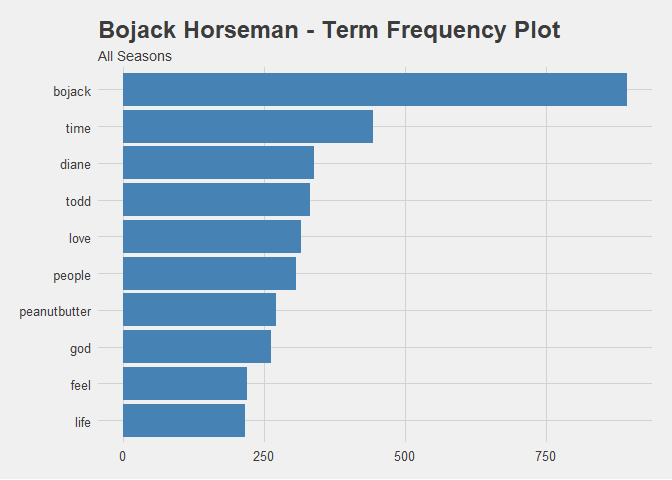 Bojack Horseman - Term Frequency Plot
All Seasons
bojack
time
diane
todd
love
people
peanutbutter
god
feel
life
0 250 500 750